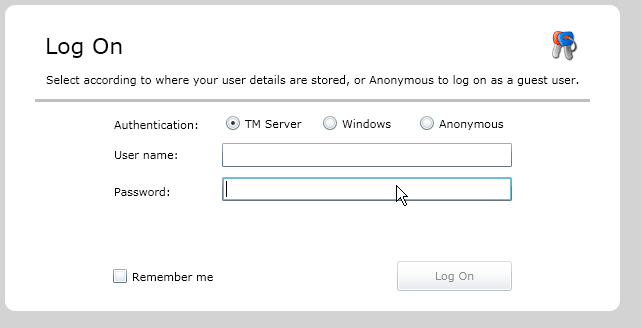 Log On
Select according to where your user details are stored, or Anonymous to log on as a guest user.
Authentication: TM Server Windows Anonymous
User name:
Password:
Remember me Log On